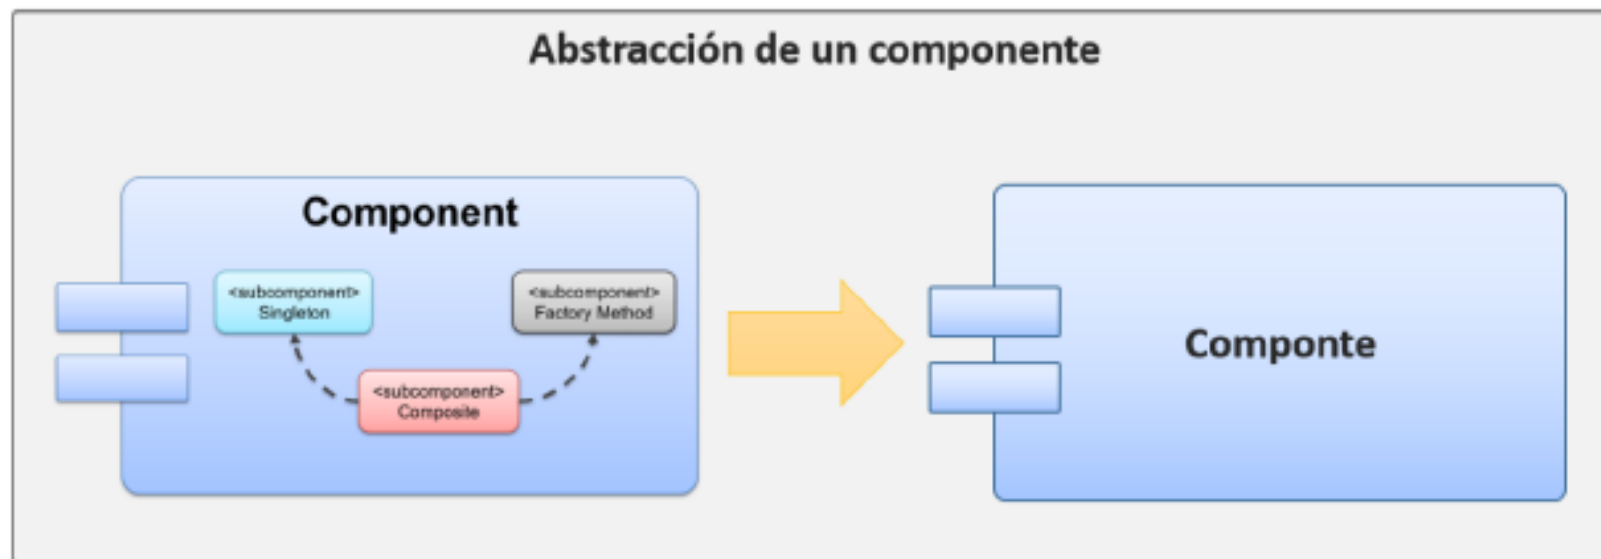 Abstracción de un componente
Component
<subcomponent>
Singleton
<subcomponent>
Factory Method
<subcomponent>
Composite
Componte